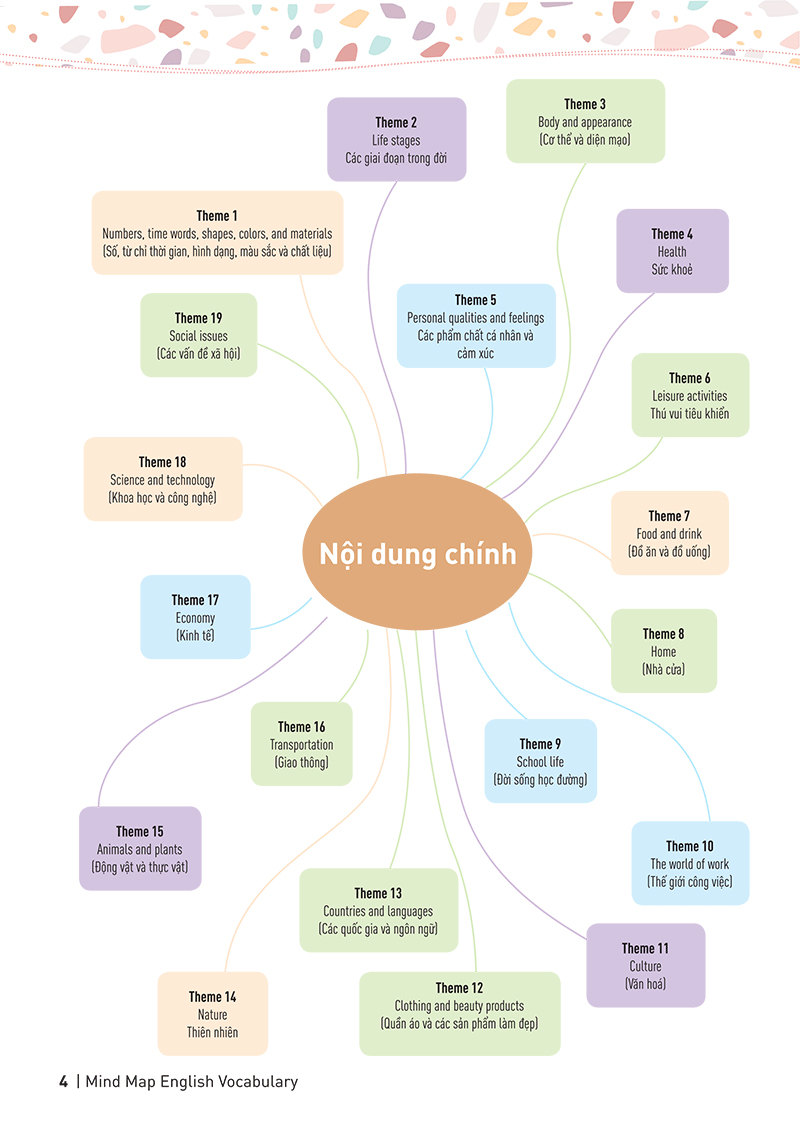 Theme 1
Numbers, time words, shapes, colors, and materials
(Số, từ chỉ thời gian, hình dạng, màu sắc và chất liệu)
Theme 2
Life stages
Các giai đoạn trong đời
Theme 3
Body and appearance
(Cơ thể và diện mạo)
Theme 4
Health
Sức khoẻ
Theme 5
Personal qualities and feelings
Các phẩm chất cá nhân và
cảm xúc
Theme 6
Leisure activities
Thú vui tiêu khiển
Theme 7
Food and drink
(Đồ ăn và đồ uống)
Theme 8
Home
(Nhà cửa)
Theme 9
School life
(Đời sống học đường)
Theme 10
The world of work
(Thế giới công việc)
Theme 11
Culture
(Văn hoá)
Theme 12
Clothing and beauty products
(Quần áo và các sản phẩm làm đẹp)
Theme 13
Countries and languages
(Các quốc gia và ngôn ngữ)
Theme 14
Nature
Thiên nhiên
Theme 15
Animals and plants
(Động vật và thực vật)
Theme 16
Transportation
(Giao thông)
Theme 17
Economy
(Kinh tế)
Theme 18
Science and technology
(Khoa học và công nghệ)
Theme 19
Social issues
(Các vấn đề xã hội)
Nội dung chính
4 | Mind Map English Vocabulary